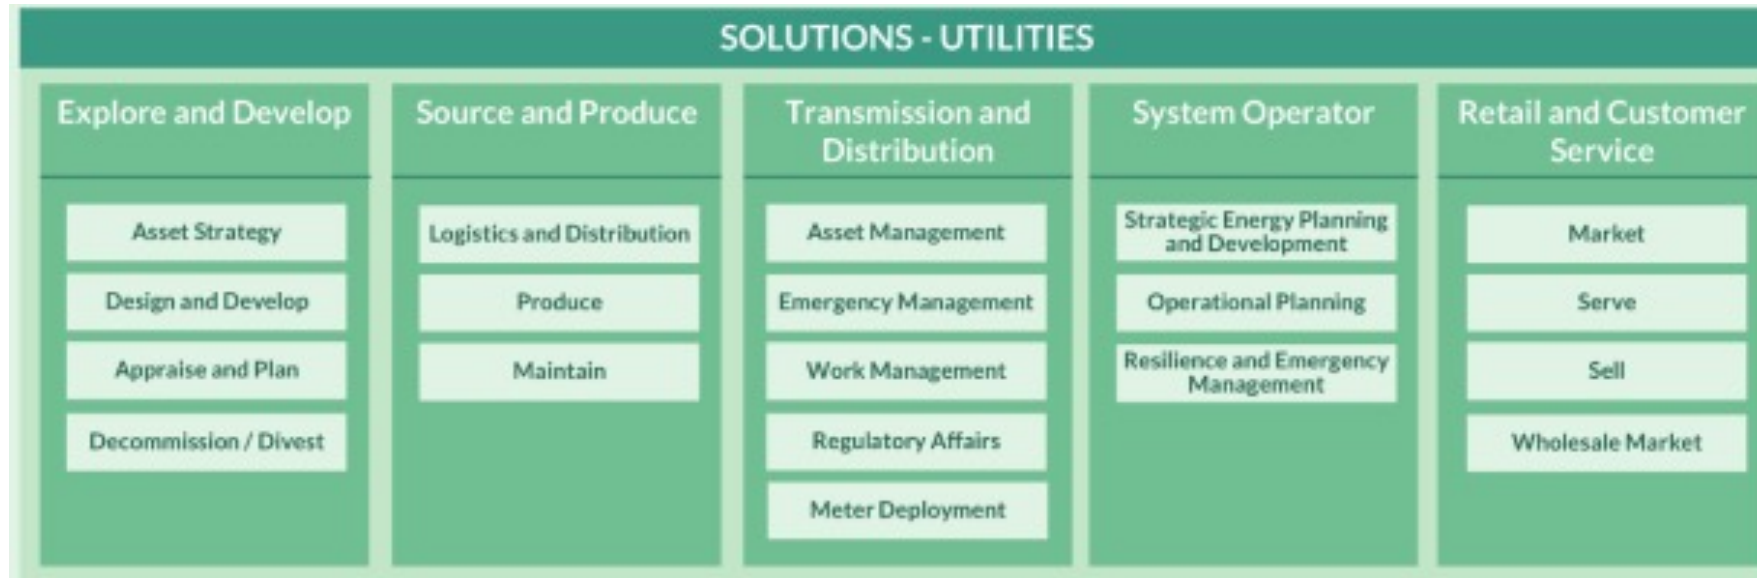 SOLUTIONS - UTILITIES
Explore and Develop
Asset Strategy
Design and Develop
Appraise and Plan
Decommission / Divest
Source and Produce
Logistics and Distribution
Produce
Maintain
Transmission and
Distribution
Asset Management
Emergency Management
Work Management
Regulatory Affairs
Meter Deployment
System Operator
Strategic Energy Planning
and Development
Operational Planning
Resilience and Emergency
Management
Retail and Customer
Service
Market
Serve
Sell
Wholesale Market